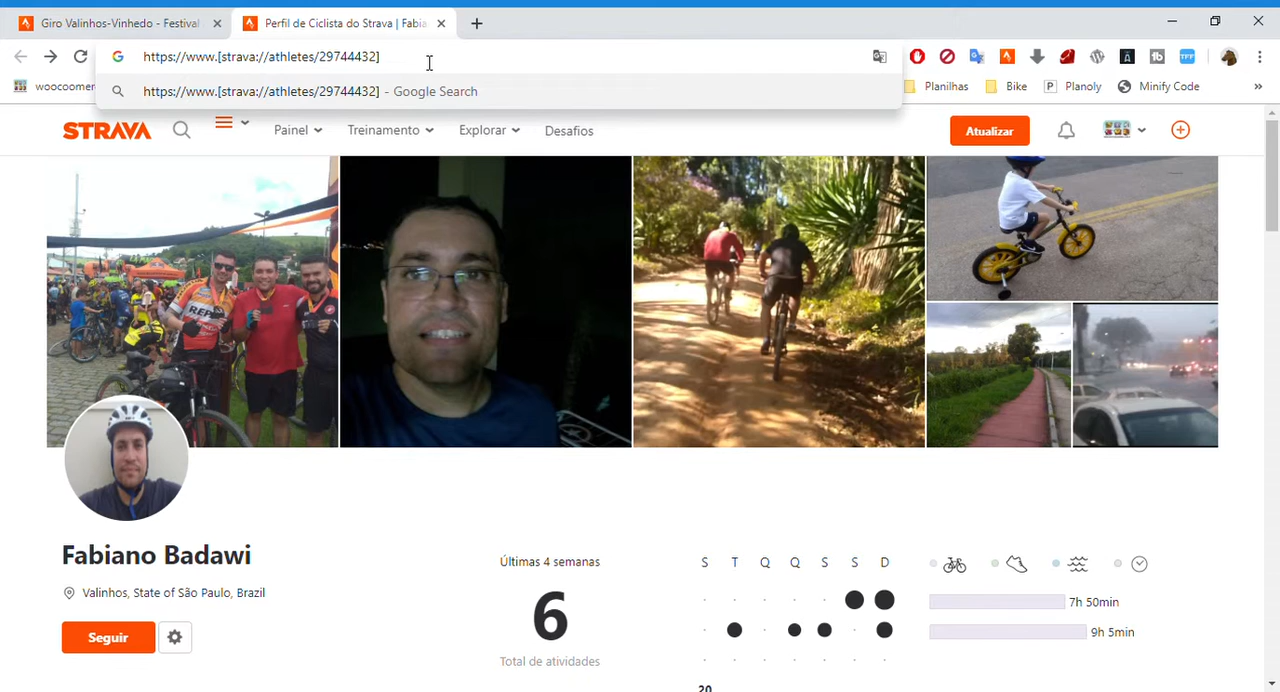 Giro Valinhos-Vinhedo - Festival
Perfil de Ciclista do Strava | Fabia
https://www.[strava://athletes/29744432]
https://www.[strava://athletes/29744432] - Google Search
woocoomer
Planilhas
Bike
P Planoly
Minify Code
»
STRAVA
Painel
Treinamento
Explorar
Desafios
Atualizar
Fabiano Badawi
Valinhos, State of São Paulo, Brazil
Seguir
Últimas 4 semanas
6
Total de atividades
S T Q Q S S D
7h 50min
9h 5min
20